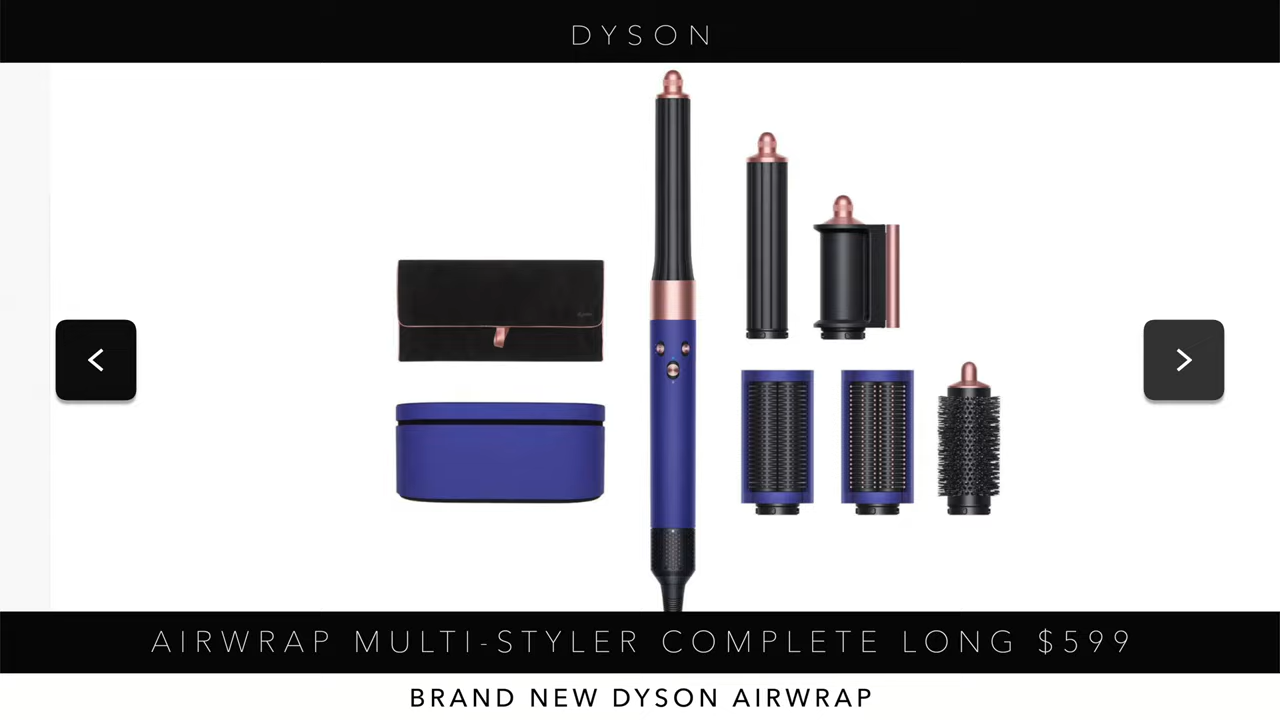 DYSON
AIRWRAP MULTI-STYLER COMPLETE LONG $599
BRAND NEW DYSON AIRWRAP